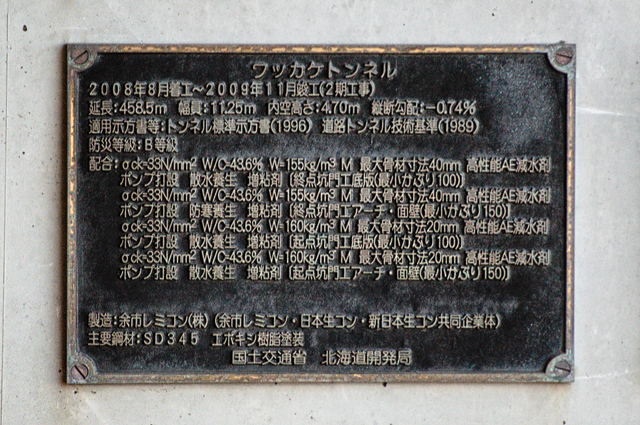 ワッカケトンネル
2008年8月着工～2009年11月竣工(2期工事)
延長:458.5m 幅員:11.25m 内空高さ:4.70m 縦断勾配:-0.74%
適用示方書等:トンネル標準示方書(1996) 道路トンネル技術基準(1989)
防災等級:B等級
配合:σck=33N/mm² W/C=43.6% W=155kg/m³ M 最大骨材寸法40mm 高性能AE減水剤
ポンプ打設 散水養生 増粘剤 〔終点坑門工底版(最小かぶり100)〕
σck=33N/mm² W/C=43.6% W=155kg/m³ M 最大骨材寸法40mm 高性能AE減水剤
ポンプ打設 防寒養生 増粘剤 〔終点坑門工アーチ・面壁(最小かぶり150)〕
σck=33N/mm² W/C=43.6% W=160kg/m³ M 最大骨材寸法20mm 高性能AE減水剤
ポンプ打設 散水養生 増粘剤 〔起点坑門工底版(最小かぶり100)〕
σck=33N/mm² W/C=43.6% W=160kg/m³ M 最大骨材寸法20mm 高性能AE減水剤
ポンプ打設 散水養生 増粘剤 〔起点坑門工アーチ・面壁(最小かぶり150)〕
製造:余市レミコン(株) (余市レミコン・日本生コン・新日本生コン共同企業体)
主要鋼材:SD345 エポキシ樹脂塗装
国土交通省 北海道開発局